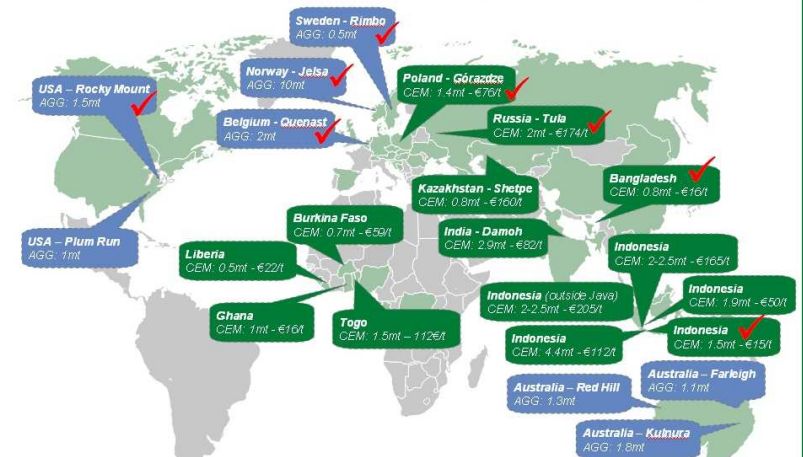 Sweden - Rimbo
AGG: 0.5mt
Norway - Jelsa
AGG: 10mt
Poland - Górazdze
CEM: 1.4mt - €76/t
USA – Rocky Mount
AGG: 1.5mt
Belgium - Quenast
AGG: 2mt
Russia - Tula
CEM: 2mt - €174/t
Kazakhstan - Shetpe
CEM: 0.8mt - €160/t
Bangladesh
CEM: 0.8mt - €16/t
Burkina Faso
CEM: 0.7mt - €59/t
India - Damoh
CEM: 2.9mt - €82/t
USA – Plum Run
AGG: 1mt
Liberia
CEM: 0.5mt - €22/t
Indonesia
CEM: 2-2.5mt - €165/t
Ghana
CEM: 1mt - €16/t
Togo
CEM: 1.5mt – 112€/t
Indonesia (outside Java)
CEM: 2-2.5mt - €205/t
Indonesia
CEM: 1.9mt - €50/t
Indonesia
CEM: 4.4mt - €112/t
Indonesia
CEM: 1.5mt - €15/t
Australia – Red Hill
AGG: 1.3mt
Australia – Farleigh
AGG: 1.1mt
Australia – Kulnura
AGG: 1.8mt